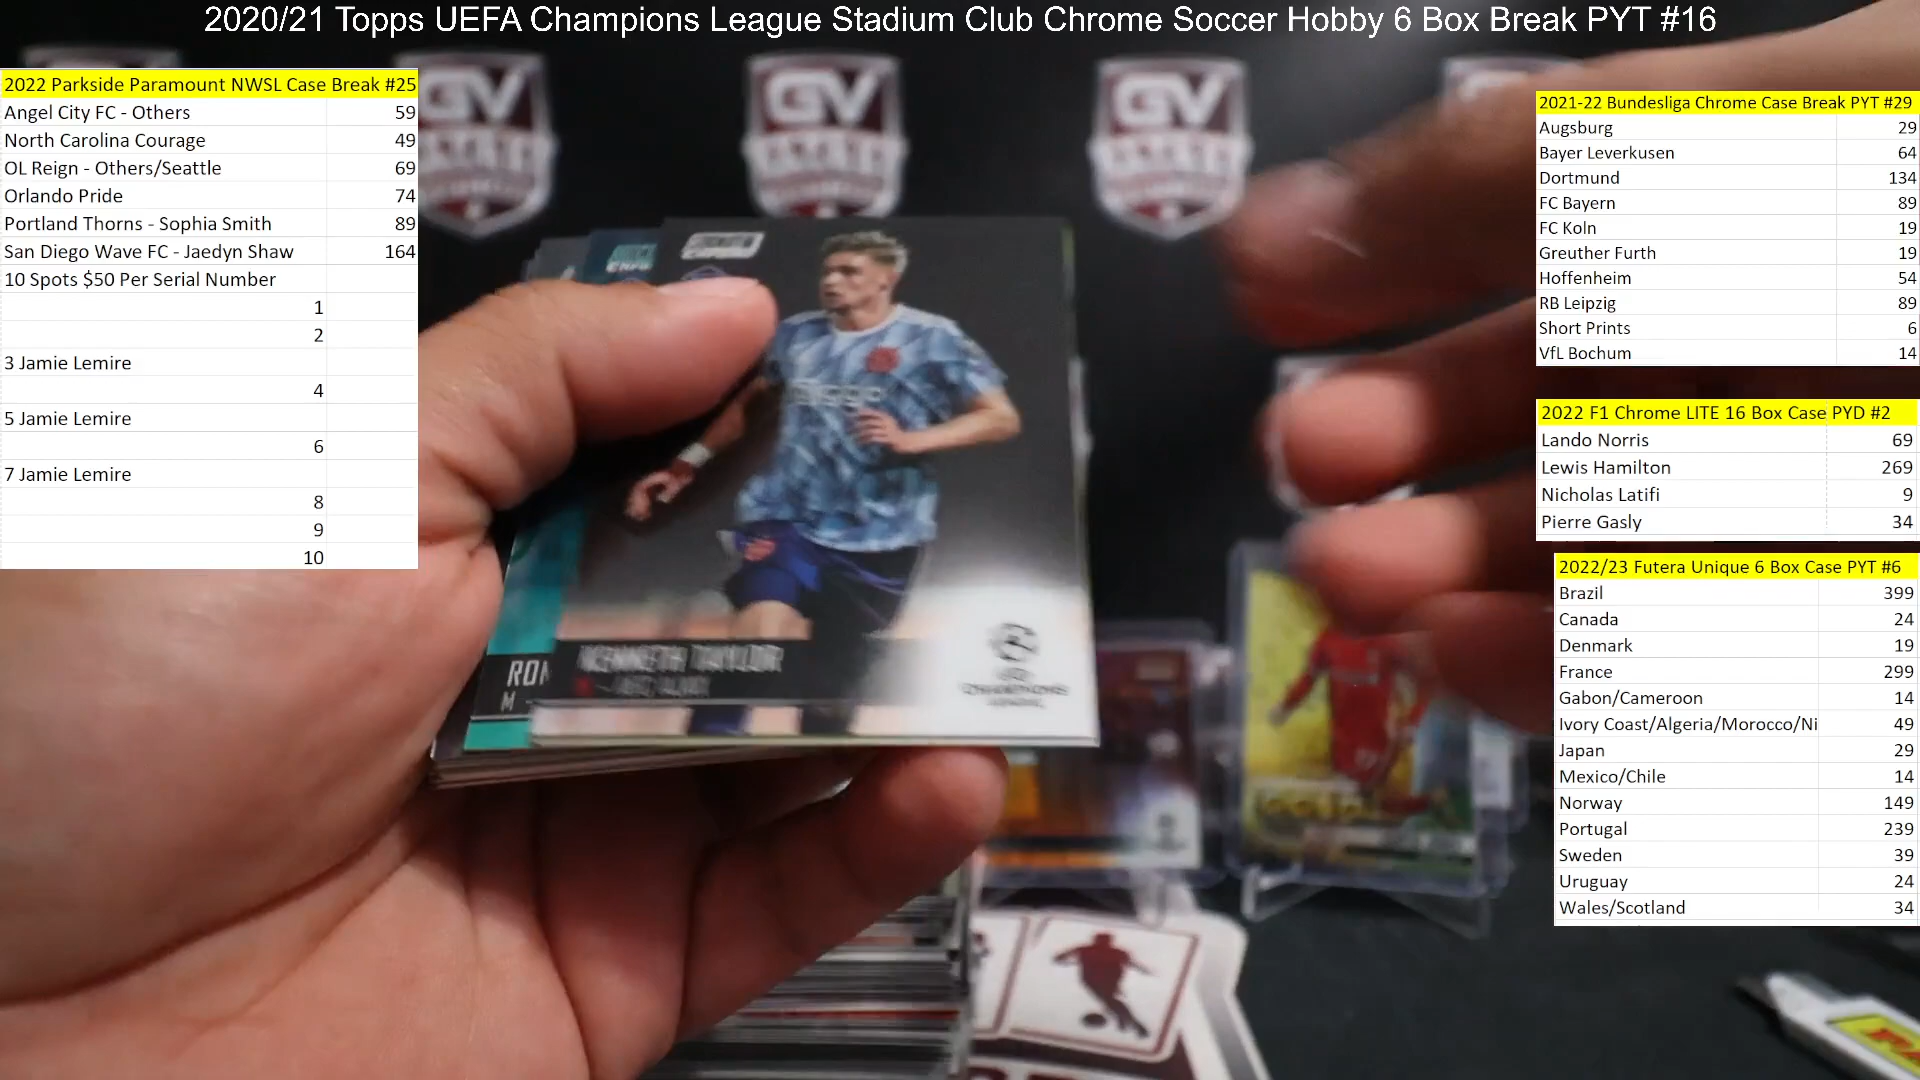 2020/21 Topps UEFA Champions League Stadium Club Chrome Soccer Hobby 6 Box Break PYT #16
2022 Parkside Paramount NWSL Case Break #25
Angel City FC - Others 59
North Carolina Courage 49
OL Reign - Others/Seattle 69
Orlando Pride 74
Portland Thorns - Sophia Smith 89
San Diego Wave FC - Jaedyn Shaw 164
10 Spots $50 Per Serial Number
1
2
3 Jamie Lemire
4
5 Jamie Lemire
6
7 Jamie Lemire
8
9
10
2021-22 Bundesliga Chrome Case Break PYT #29
Augsburg 29
Bayer Leverkusen 64
Dortmund 134
FC Bayern 89
FC Koln 19
Greuther Furth 19
Hoffenheim 54
RB Leipzig 89
Short Prints 6
VfL Bochum 14
2022 F1 Chrome LITE 16 Box Case PYD #2
Lando Norris 69
Lewis Hamilton 269
Nicholas Latifi 9
Pierre Gasly 34
2022/23 Futera Unique 6 Box Case PYT #6
Brazil 399
Canada 24
Denmark 19
France 299
Gabon/Cameroon 14
Ivory Coast/Algeria/Morocco/Ni 49
Japan 29
Mexico/Chile 14
Norway 149
Portugal 239
Sweden 39
Uruguay 24
Wales/Scotland 34
GV
GV
GV
KENNETH TAYLOR
RON
M
CHAMPIONS